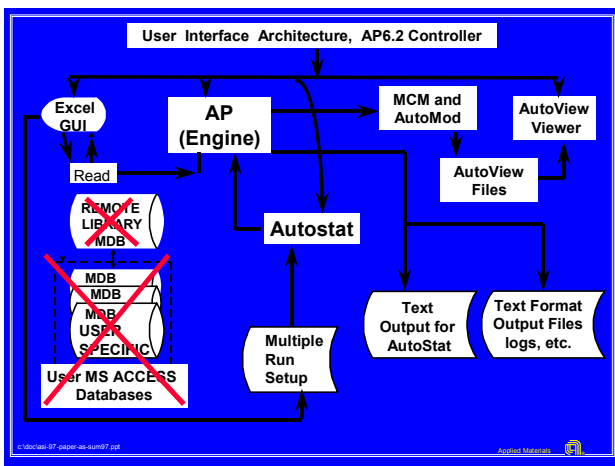 User Interface Architecture, AP6.2 Controller
Excel
GUI
AP
(Engine)
MCM and
AutoMod
AutoView
Viewer
Read
AutoView
Files
REMOTE
LIBRARY
MDB
Autostat
MDB
MDB
MDB
USER
SPECIFIC
User MS ACCESS
Databases
Multiple
Run
Setup
Text
Output for
AutoStat
Text Format
Output Files
logs, etc.
c:\doc\asi-97-paper-as-sum97.ppt
Applied Materials